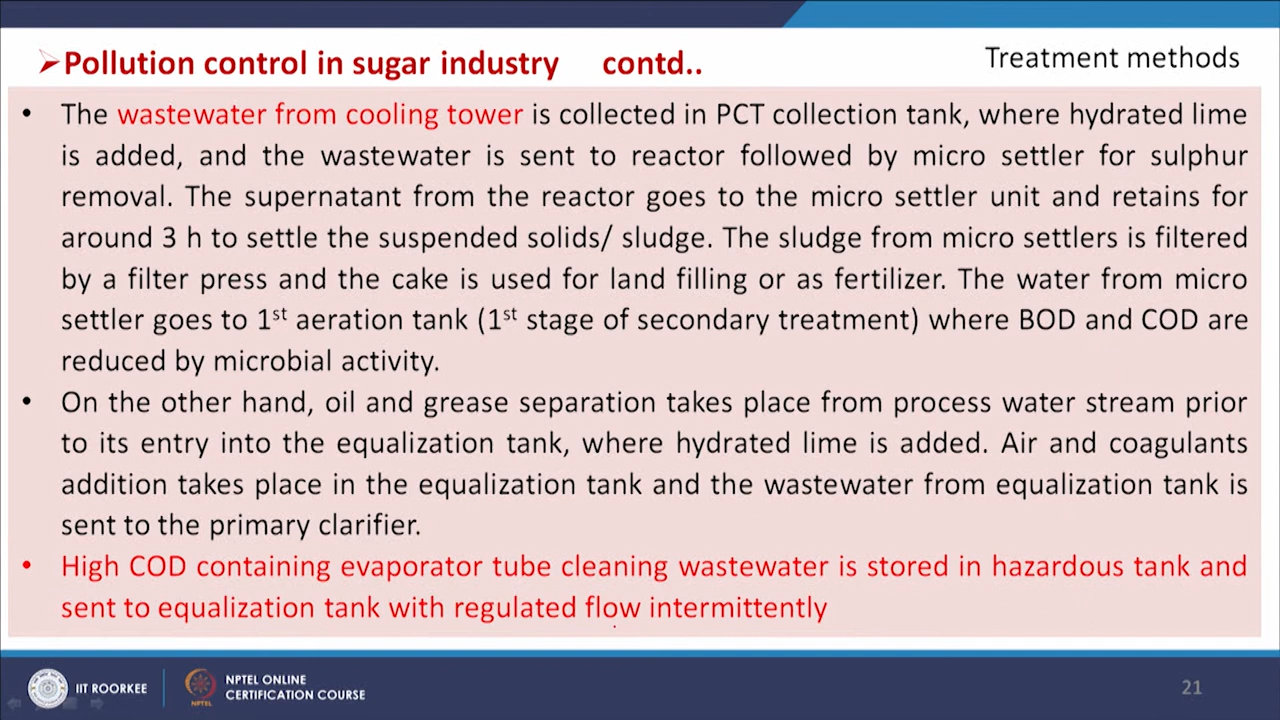 ➢Pollution control in sugar industry contd..
Treatment methods
• The wastewater from cooling tower is collected in PCT collection tank, where hydrated lime
is added, and the wastewater is sent to reactor followed by micro settler for sulphur
removal. The supernatant from the reactor goes to the micro settler unit and retains for
around 3 h to settle the suspended solids/ sludge. The sludge from micro settlers is filtered
by a filter press and the cake is used for land filling or as fertilizer. The water from micro
settler goes to 1st aeration tank (1st stage of secondary treatment) where BOD and COD are
reduced by microbial activity.
• On the other hand, oil and grease separation takes place from process water stream prior
to its entry into the equalization tank, where hydrated lime is added. Air and coagulants
addition takes place in the equalization tank and the wastewater from equalization tank is
sent to the primary clarifier.
• High COD containing evaporator tube cleaning wastewater is stored in hazardous tank and
sent to equalization tank with regulated flow intermittently
IIT ROORKEE
NPTEL
NPTEL ONLINE
CERTIFICATION COURSE
21